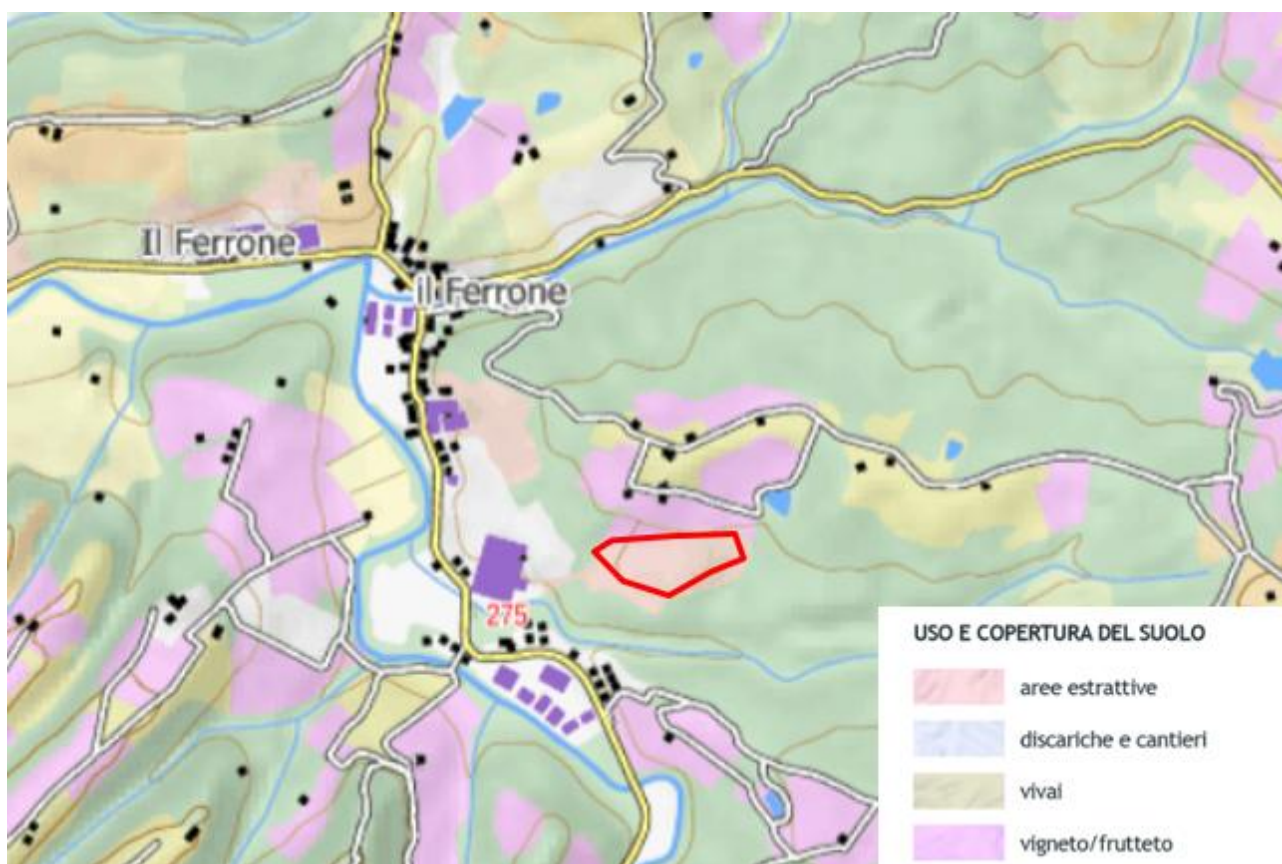 Il Ferrone
il Ferrone
275
USO E COPERTURA DEL SUOLO
aree estrattive
discariche e cantieri
vivai
vigneto/frutteto